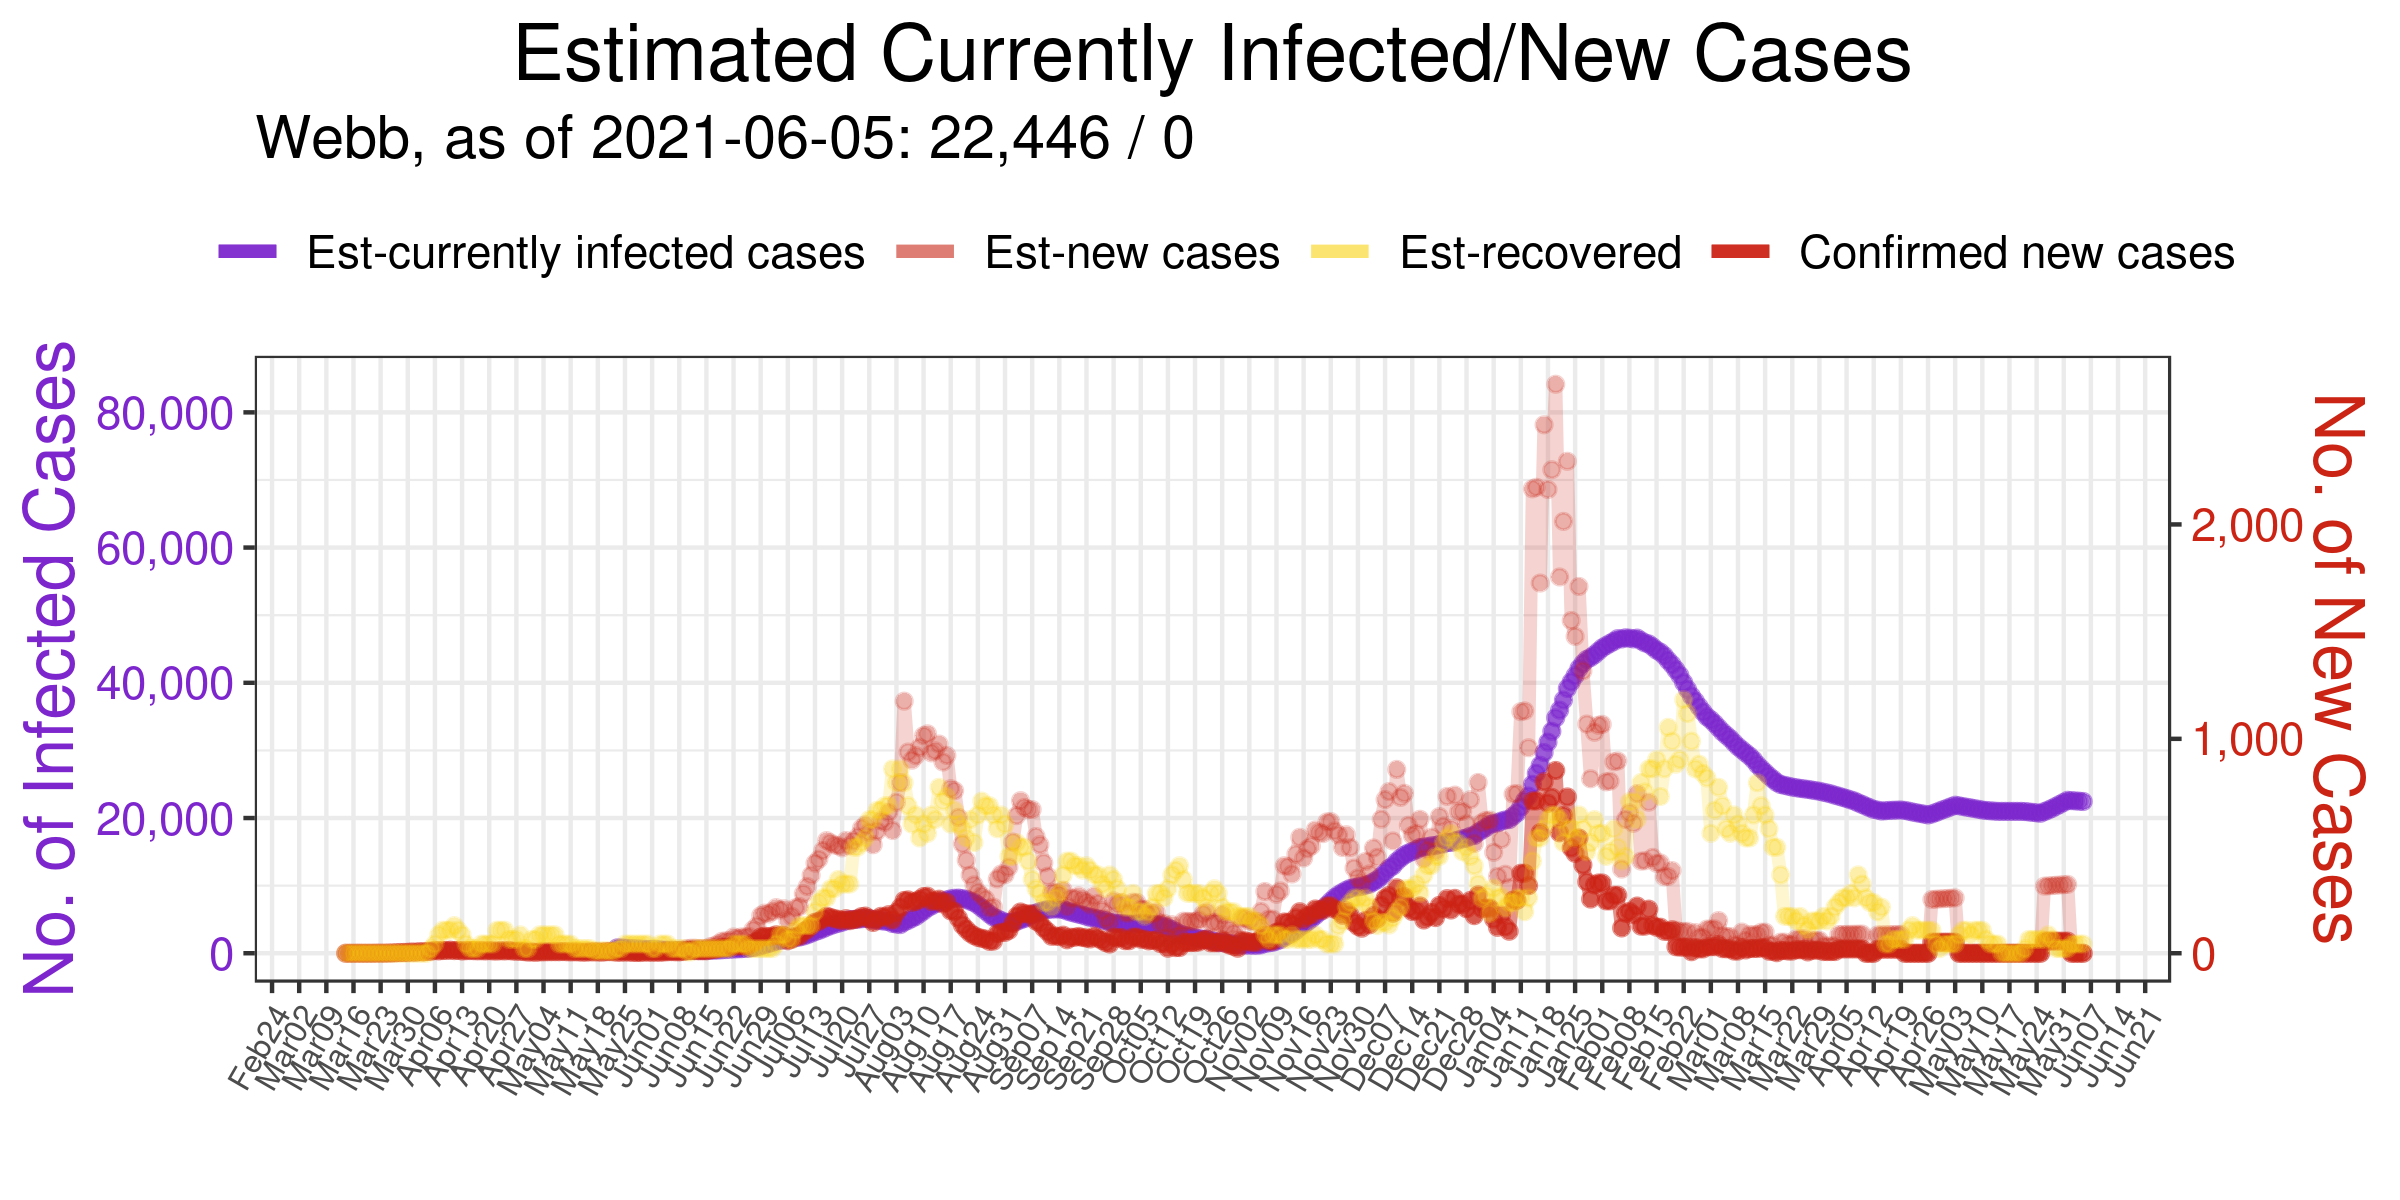 Estimated Currently Infected/New Cases
Webb, as of 2021-06-05: 22,446 / 0
Est-currently infected cases Est-new cases Est-recovered Confirmed new cases
No. of Infected Cases
80,000
60,000
40,000
20,000
0
2,000
1,000
0
No. of New Cases
Feb24 Mar02 Mar09 Mar16 Mar23 Mar30 Apr06 Apr13 Apr20 Apr27 May04 May11 May18 May25 Jun01 Jun08 Jun15 Jun22 Jun29 Jul06 Jul13 Jul20 Jul27 Aug03 Aug10 Aug17 Aug24 Aug31 Sep07 Sep14 Sep21 Sep28 Oct05 Oct12 Oct19 Oct26 Nov02 Nov09 Nov16 Nov23 Nov30 Dec07 Dec14 Dec21 Dec28 Jan04 Jan11 Jan18 Jan25 Feb01 Feb08 Feb15 Feb22 Mar01 Mar08 Mar15 Mar22 Mar29 Apr05 Apr12 Apr19 Apr26 May03 May10 May17 May24 May31 Jun07 Jun14 Jun21